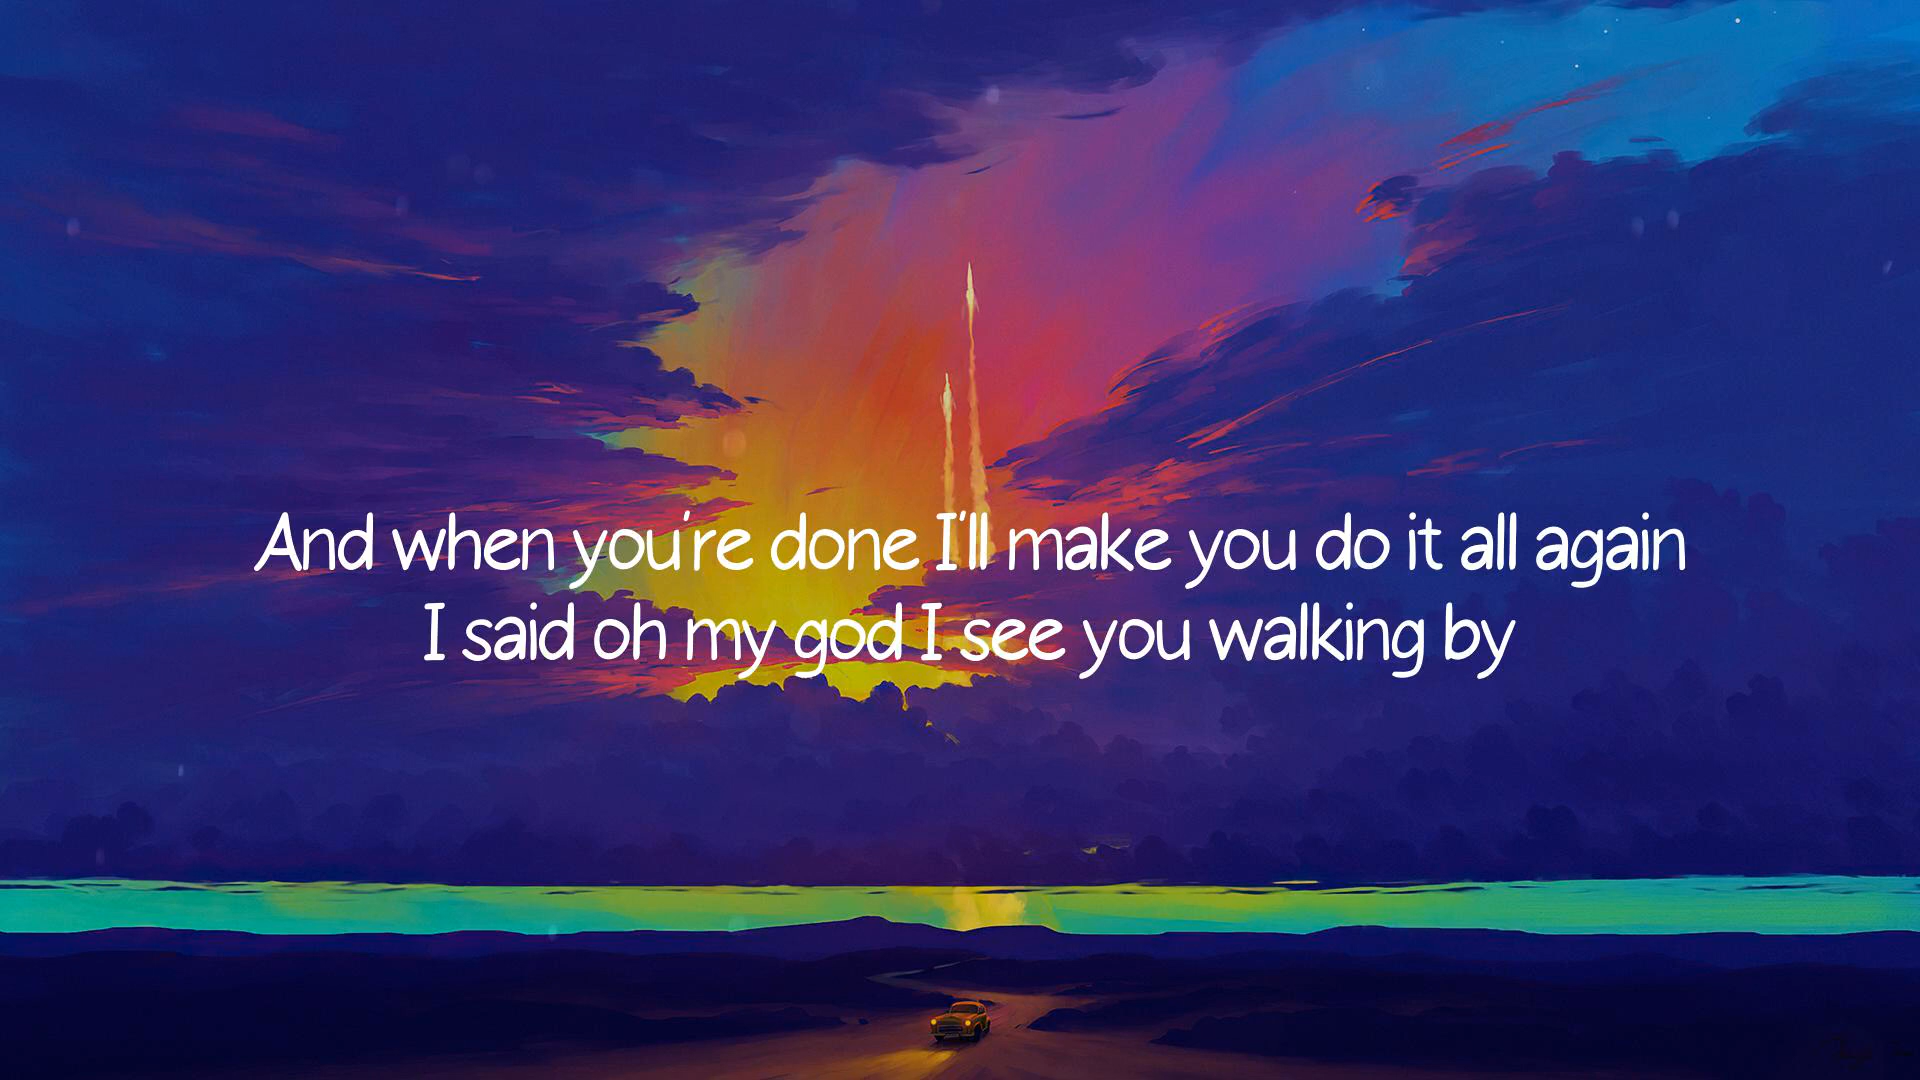 And when you're done I'll make you do it all again
I said oh my god I see you walking by